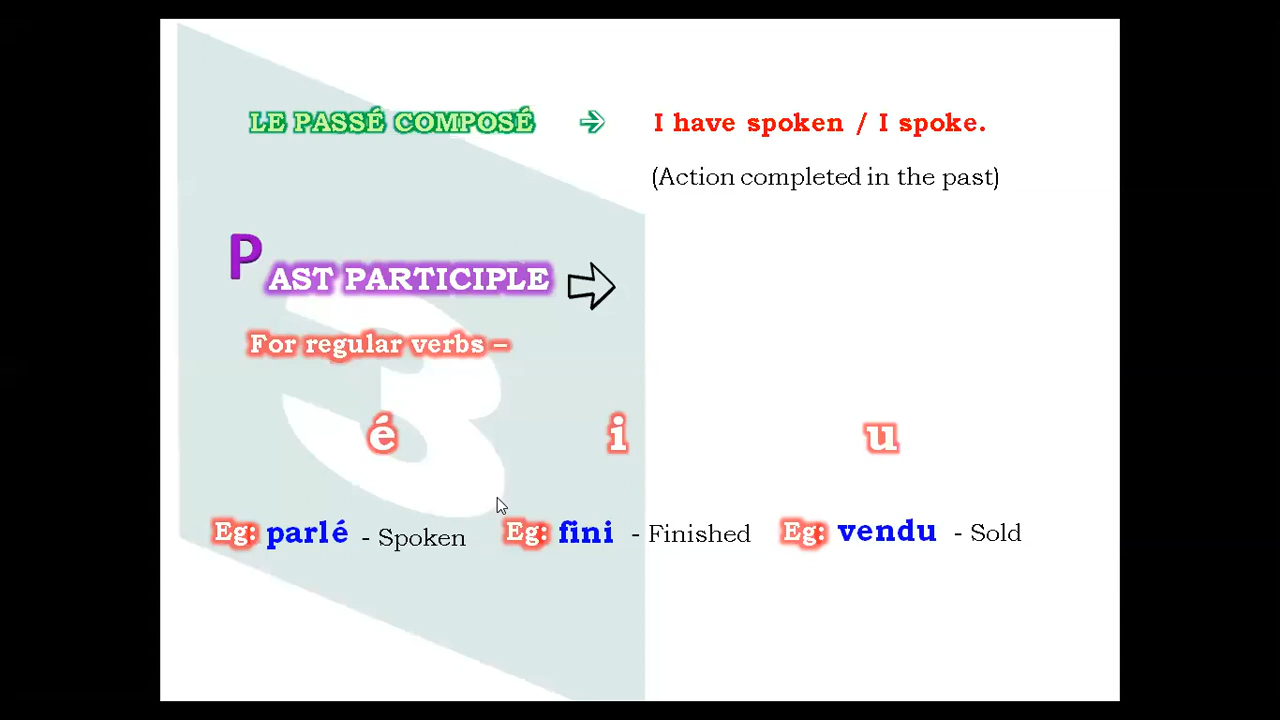 LE PASSÉ COMPOSÉ → I have spoken / I spoke.
(Action completed in the past)
PAST PARTICIPLE
For regular verbs –
é i u
Eg: parlé - Spoken Eg: fini - Finished Eg: vendu - Sold
3